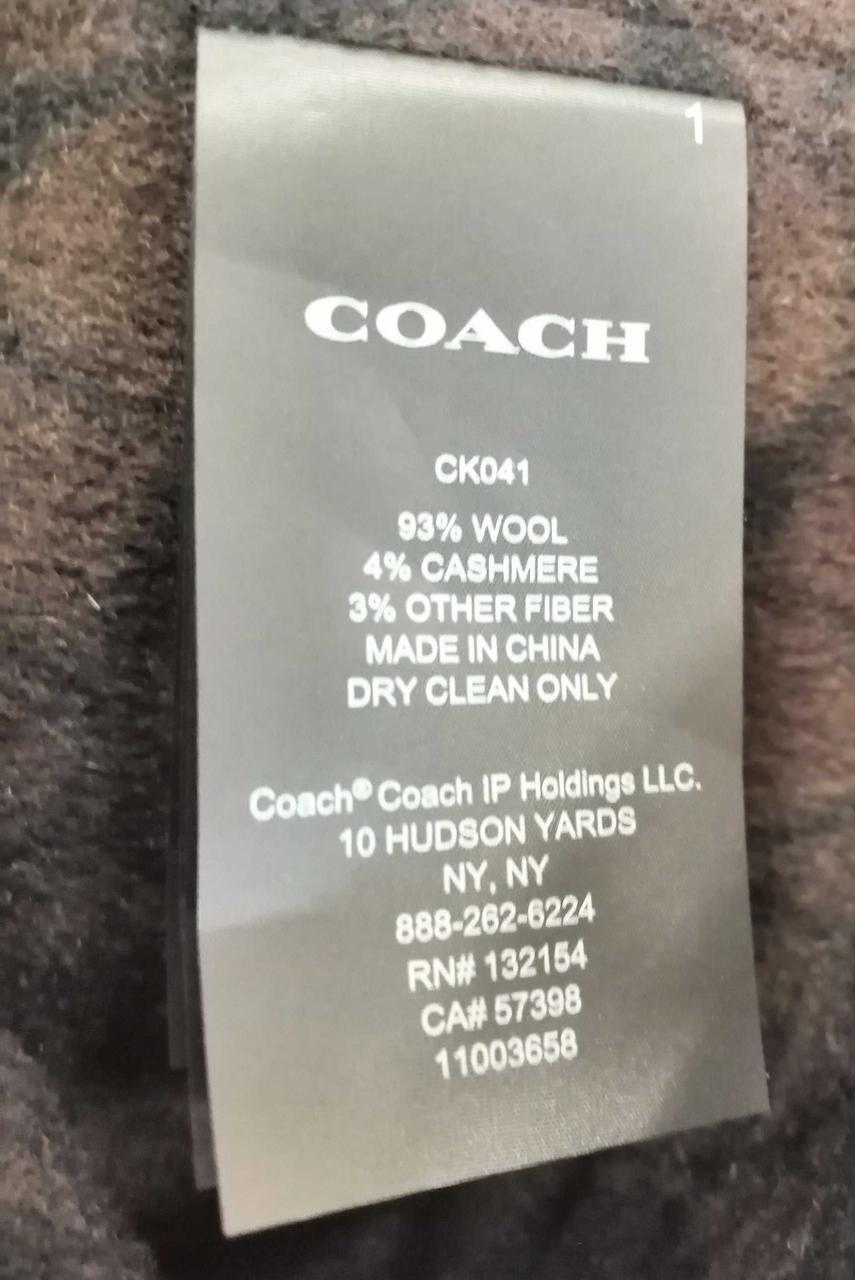 1
COACH
CK041
93% WOOL
4% CASHMERE
3% OTHER FIBER
MADE IN CHINA
DRY CLEAN ONLY
Coach® Coach IP Holdings LLC.
10 HUDSON YARDS
NY, NY
888-262-6224
RN# 132154
CA# 57398
11003658